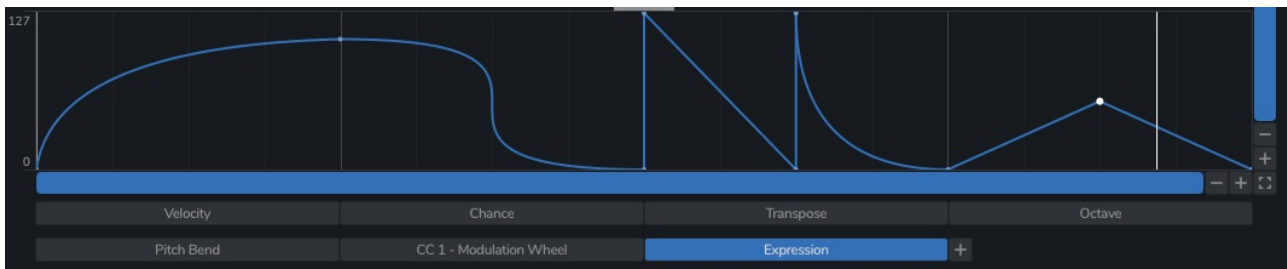 127
0
Velocity Chance Transpose Octave
Pitch Bend CC 1 - Modulation Wheel Expression +